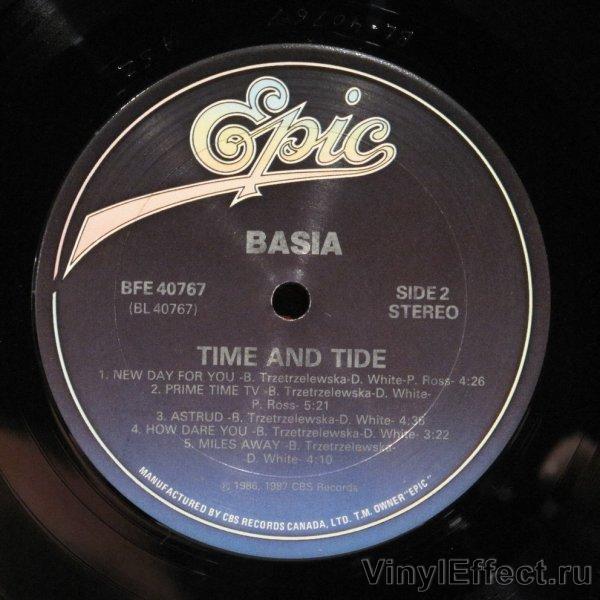 Epic
BASIA
BFE 40767
(BL 40767)
SIDE 2
STEREO
TIME AND TIDE
1. NEW DAY FOR YOU -B. Trzetrzelewska-D. White-P. Ross- 4:26
2. PRIME TIME TV -B. Trzetrzelewska-D. White-
P. Ross- 5:21
3. ASTRUD -B. Trzetrzelewska-D. White- 4:36
4. HOW DARE YOU -B. Trzetrzelewska-D. White- 3:22
5. MILES AWAY -B. Trzetrzelewska-
D. White- 4:10
℗ 1986, 1987 CBS Records
MANUFACTURED BY CBS RECORDS CANADA, LTD. T.M. OWNER "EPIC"
VinylEffect.ru